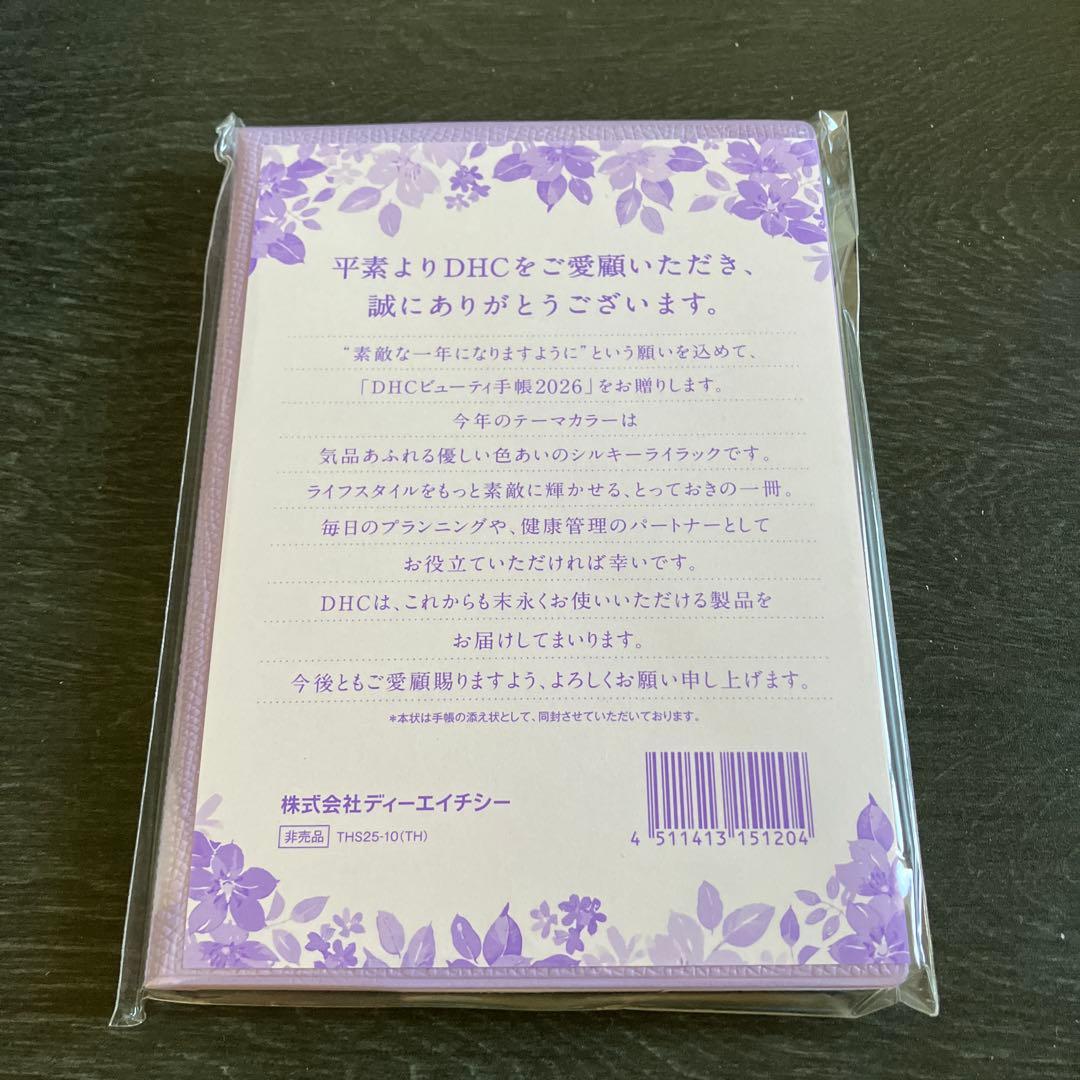 平素よりDHCをご愛顧いただき、
誠にありがとうございます。
“素敵な一年になりますように”という願いを込めて、
「DHCビューティ手帳2026」をお贈りします。
今年のテーマカラーは
気品あふれる優しい色あいのシルキーライラックです。
ライフスタイルをもっと素敵に輝かせる、とっておきの一冊。
毎日のプランニングや、健康管理のパートナーとして
お役立ていただければ幸いです。
DHCは、これからも末永くお使いいただける製品を
お届けしてまいります。
今後ともご愛顧賜りますよう、よろしくお願い申し上げます。
*本状は手帳の添え状として、同封させていただいております。
株式会社ディーエイチシー
非売品 THS25-10(TH)
4 511413 151204